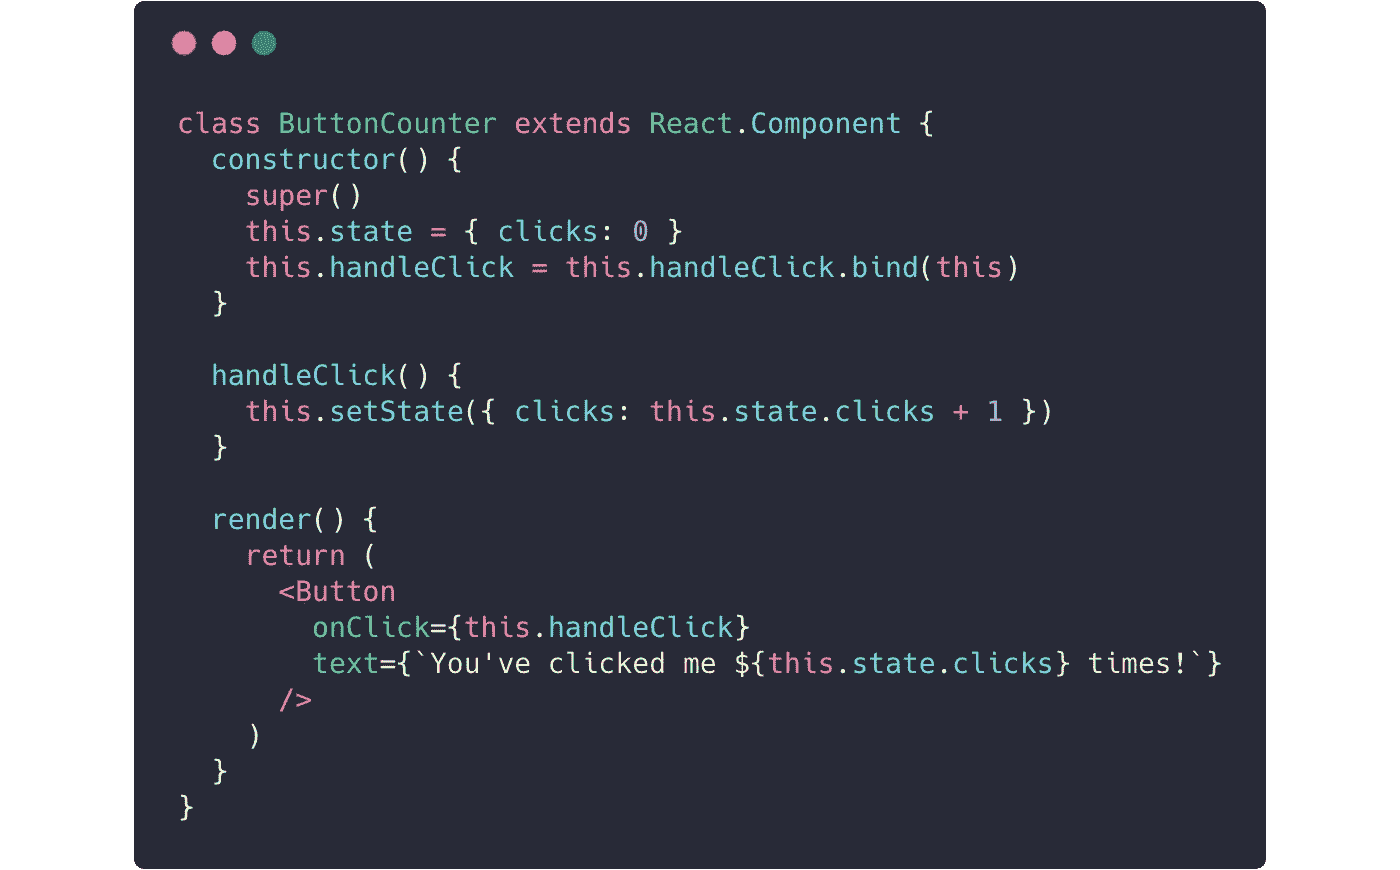 class ButtonCounter extends React.Component {
  constructor() {
    super()
    this.state = { clicks: 0 }
    this.handleClick = this.handleClick.bind(this)
  }

  handleClick() {
    this.setState({ clicks: this.state.clicks + 1 })
  }

  render() {
    return (
      <Button
        onClick={this.handleClick}
        text={`You've clicked me ${this.state.clicks} times!`}
      />
    )
  }
}